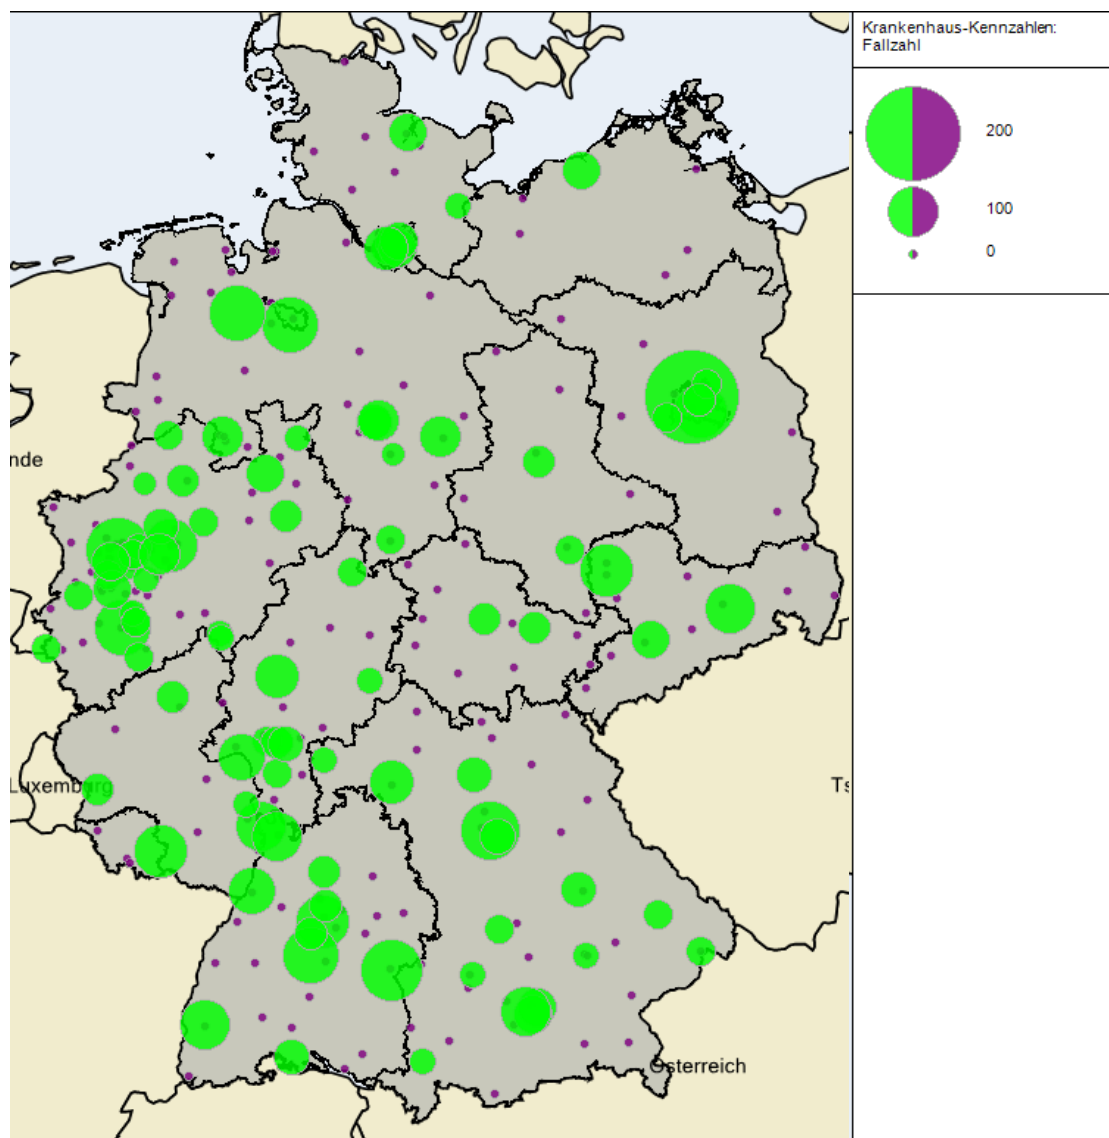 Krankenhaus-Kennzahlen:
Fallzahl
200
100
0
nde
Luxemburg
Ts
Österreich